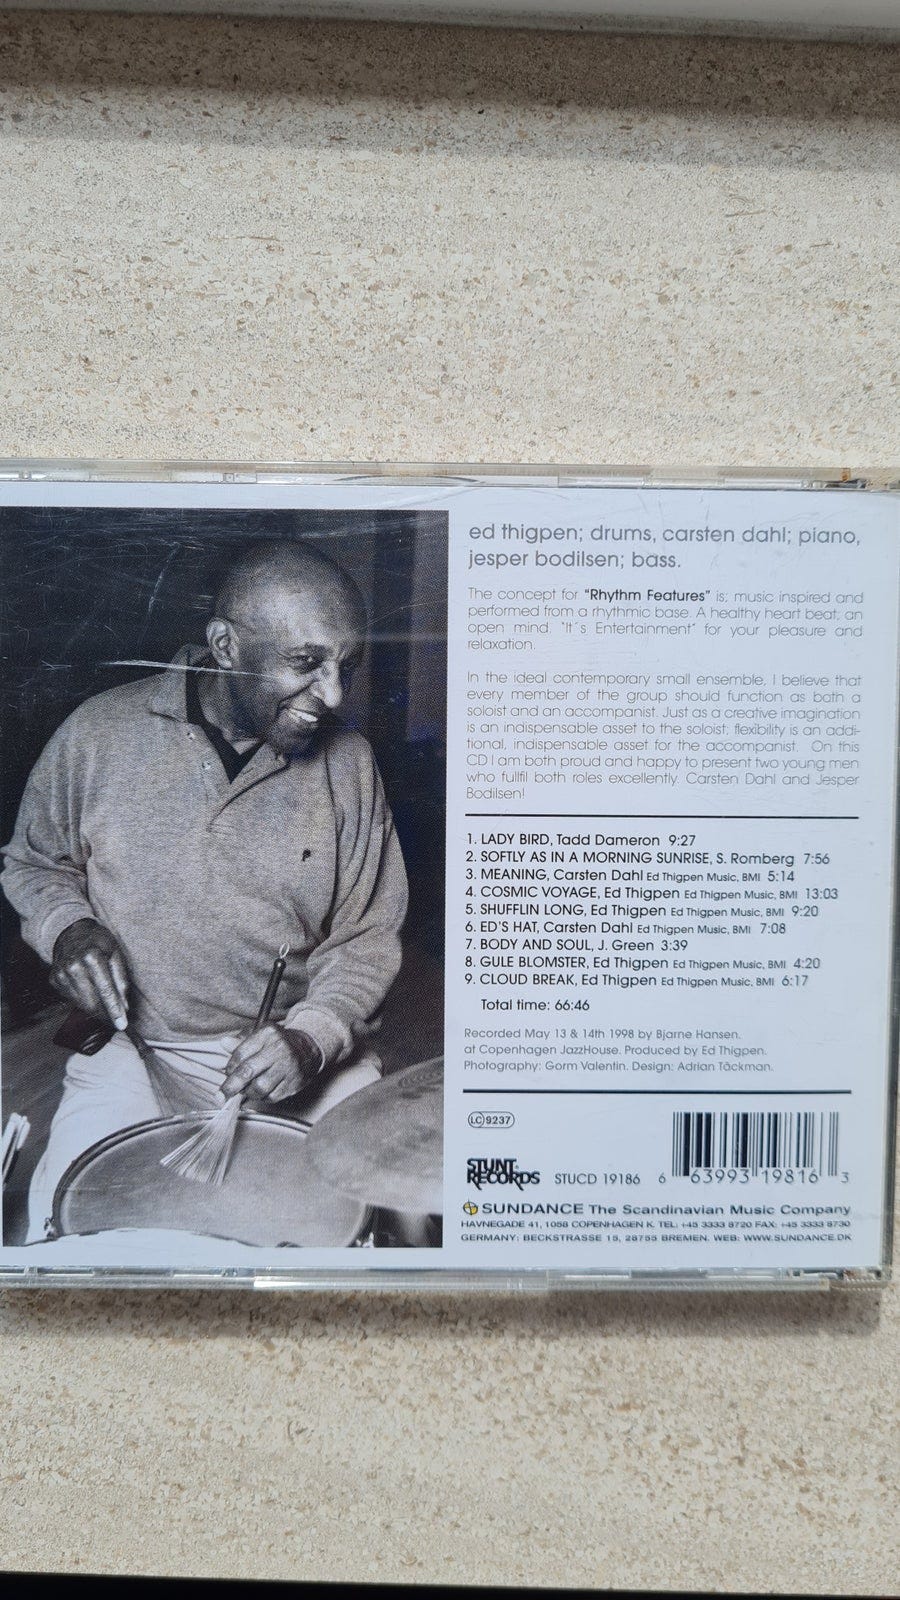 ed thigpen; drums, carsten dahl; piano,
jesper bodilsen; bass.
The concept for "Rhythm Features" is; music inspired and
performed from a rhythmic base. A healthy heart beat; an
open mind. "It´s Entertainment" for your pleasure and
relaxation.
In the ideal contemporary small ensemble, I believe that
every member of the group should function as both a
soloist and an accompanist. Just as a creative imagination
is an indispensable asset to the soloist, flexibility is an addi-
tional, indispensable asset for the accompanist. On this
CD I am both proud and happy to present two young men
who fullfil both roles excellently. Carsten Dahl and Jesper
Bodilsen!
1. LADY BIRD, Tadd Dameron 9:27
2. SOFTLY AS IN A MORNING SUNRISE, S. Romberg 7:56
3. MEANING, Carsten Dahl Ed Thigpen Music, BMI 5:14
4. COSMIC VOYAGE, Ed Thigpen Ed Thigpen Music, BMI 13:03
5. SHUFFLIN LONG, Ed Thigpen Ed Thigpen Music, BMI 9:20
6. ED'S HAT, Carsten Dahl Ed Thigpen Music, BMI 7:08
7. BODY AND SOUL, J. Green 3:39
8. GULE BLOMSTER, Ed Thigpen Ed Thigpen Music, BMI 4:20
9. CLOUD BREAK, Ed Thigpen Ed Thigpen Music, BMI 6:17
Total time: 66:46
Recorded May 13 & 14th 1998 by Bjarne Hansen.
at Copenhagen JazzHouse. Produced by Ed Thigpen.
Photography: Gorm Valentin. Design: Adrian Täckman.
LC 9237
STUNT RECORDS STUCD 19186 6 63993 19816 3
SUNDANCE The Scandinavian Music Company
HAVNEGADE 41, 1058 COPENHAGEN K. TEL: +45 3333 8720 FAX: +45 3333 8730
GERMANY: BECKSTRASSE 15, 28755 BREMEN. WEB: WWW.SUNDANCE.DK